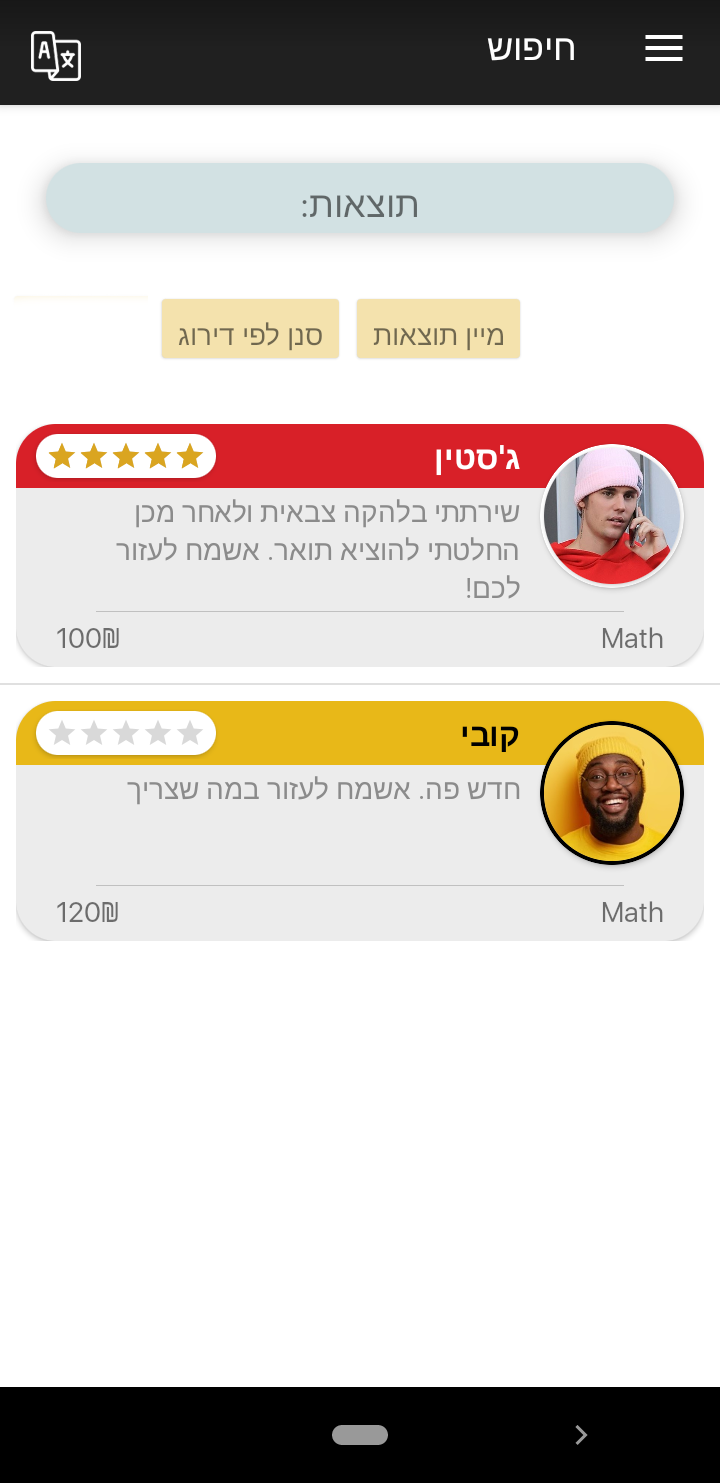 חיפוש
תוצאות:
מיין תוצאות
סנן לפי דירוג
ג'סטין
שירתתי בלהקה צבאית ולאחר מכן
החלטתי להוציא תואר. אשמח לעזור
לכם!
Math
100₪
קובי
חדש פה. אשמח לעזור במה שצריך
Math
120₪